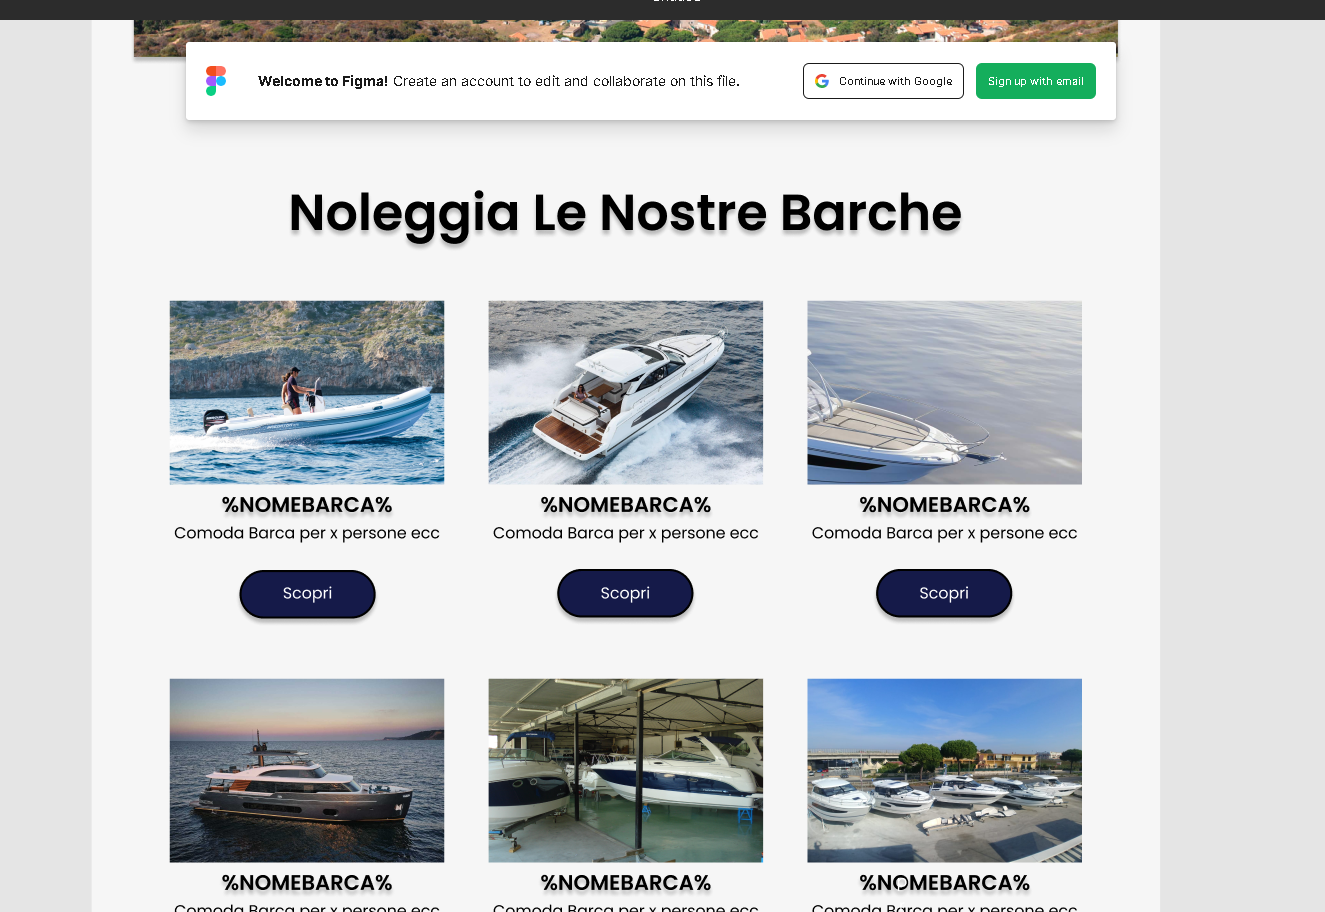 Welcome to Figma! Create an account to edit and collaborate on this file.
Continue with Google
Sign up with email
Noleggia Le Nostre Barche
%NOMEBARCA%
Comoda Barca per x persone ecc
Scopri
%NOMEBARCA%
Comoda Barca per x persone ecc
Scopri
%NOMEBARCA%
Comoda Barca per x persone ecc
Scopri
%NOMEBARCA%
Comoda Barca per x persone ecc
%NOMEBARCA%
Comoda Barca per x persone ecc
%NOMEBARCA%
Comoda Barca per x persone ecc